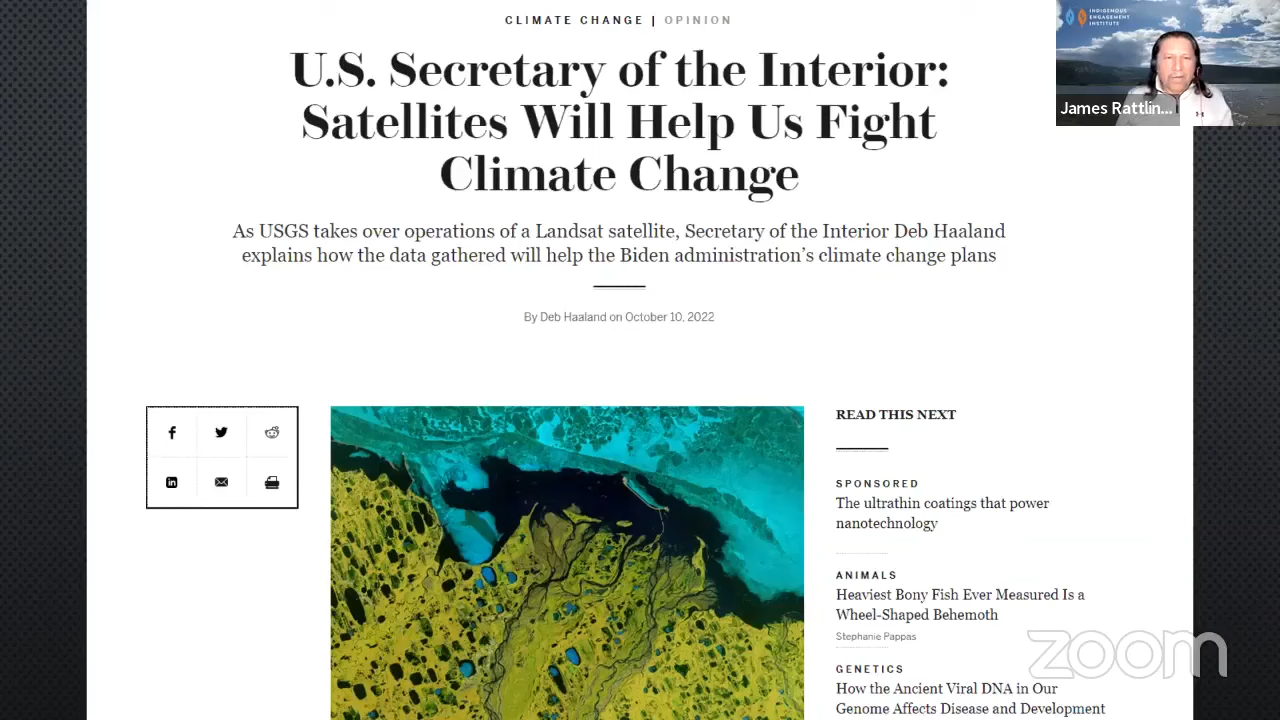 CLIMATE CHANGE | OPINION
U.S. Secretary of the Interior:
Satellites Will Help Us Fight
Climate Change
As USGS takes over operations of a Landsat satellite, Secretary of the Interior Deb Haaland
explains how the data gathered will help the Biden administration’s climate change plans
By Deb Haaland on October 10, 2022
INDIGENOUS
ENGAGEMENT
INSTITUTE
James Rattlin...
READ THIS NEXT
SPONSORED
The ultrathin coatings that power
nanotechnology
ANIMALS
Heaviest Bony Fish Ever Measured Is a
Wheel-Shaped Behemoth
Stephanie Pappas
GENETICS
How the Ancient Viral DNA in Our
Genome Affects Disease and Development
zoom